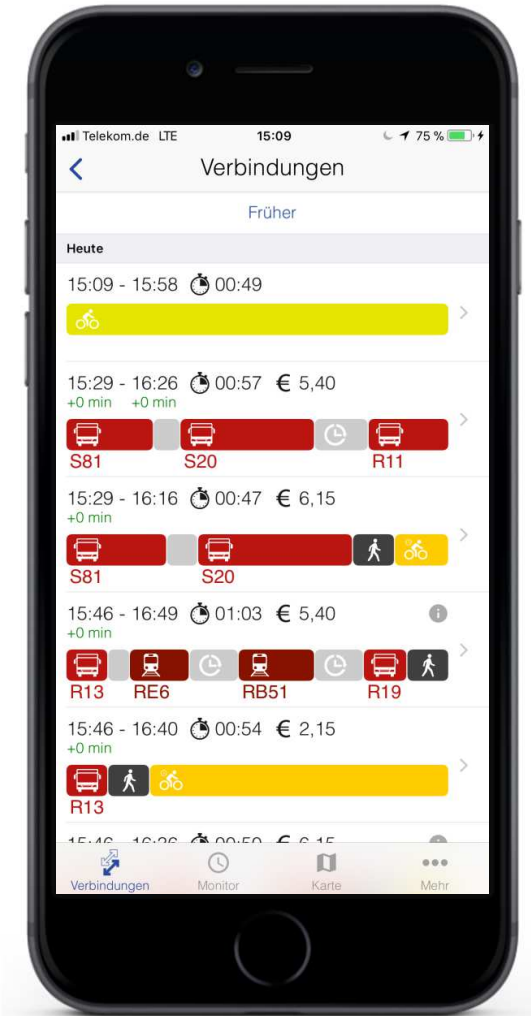 Telekom.de LTE 15:09 75 %
Verbindungen
Früher
Heute
15:09 - 15:58 00:49
15:29 - 16:26 00:57 € 5,40
+0 min +0 min
S81 S20 R11
15:29 - 16:16 00:47 € 6,15
+0 min
S81 S20
15:46 - 16:49 01:03 € 5,40
+0 min
R13 RE6 RB51 R19
15:46 - 16:40 00:54 € 2,15
+0 min
R13
Verbindungen Monitor Karte Mehr